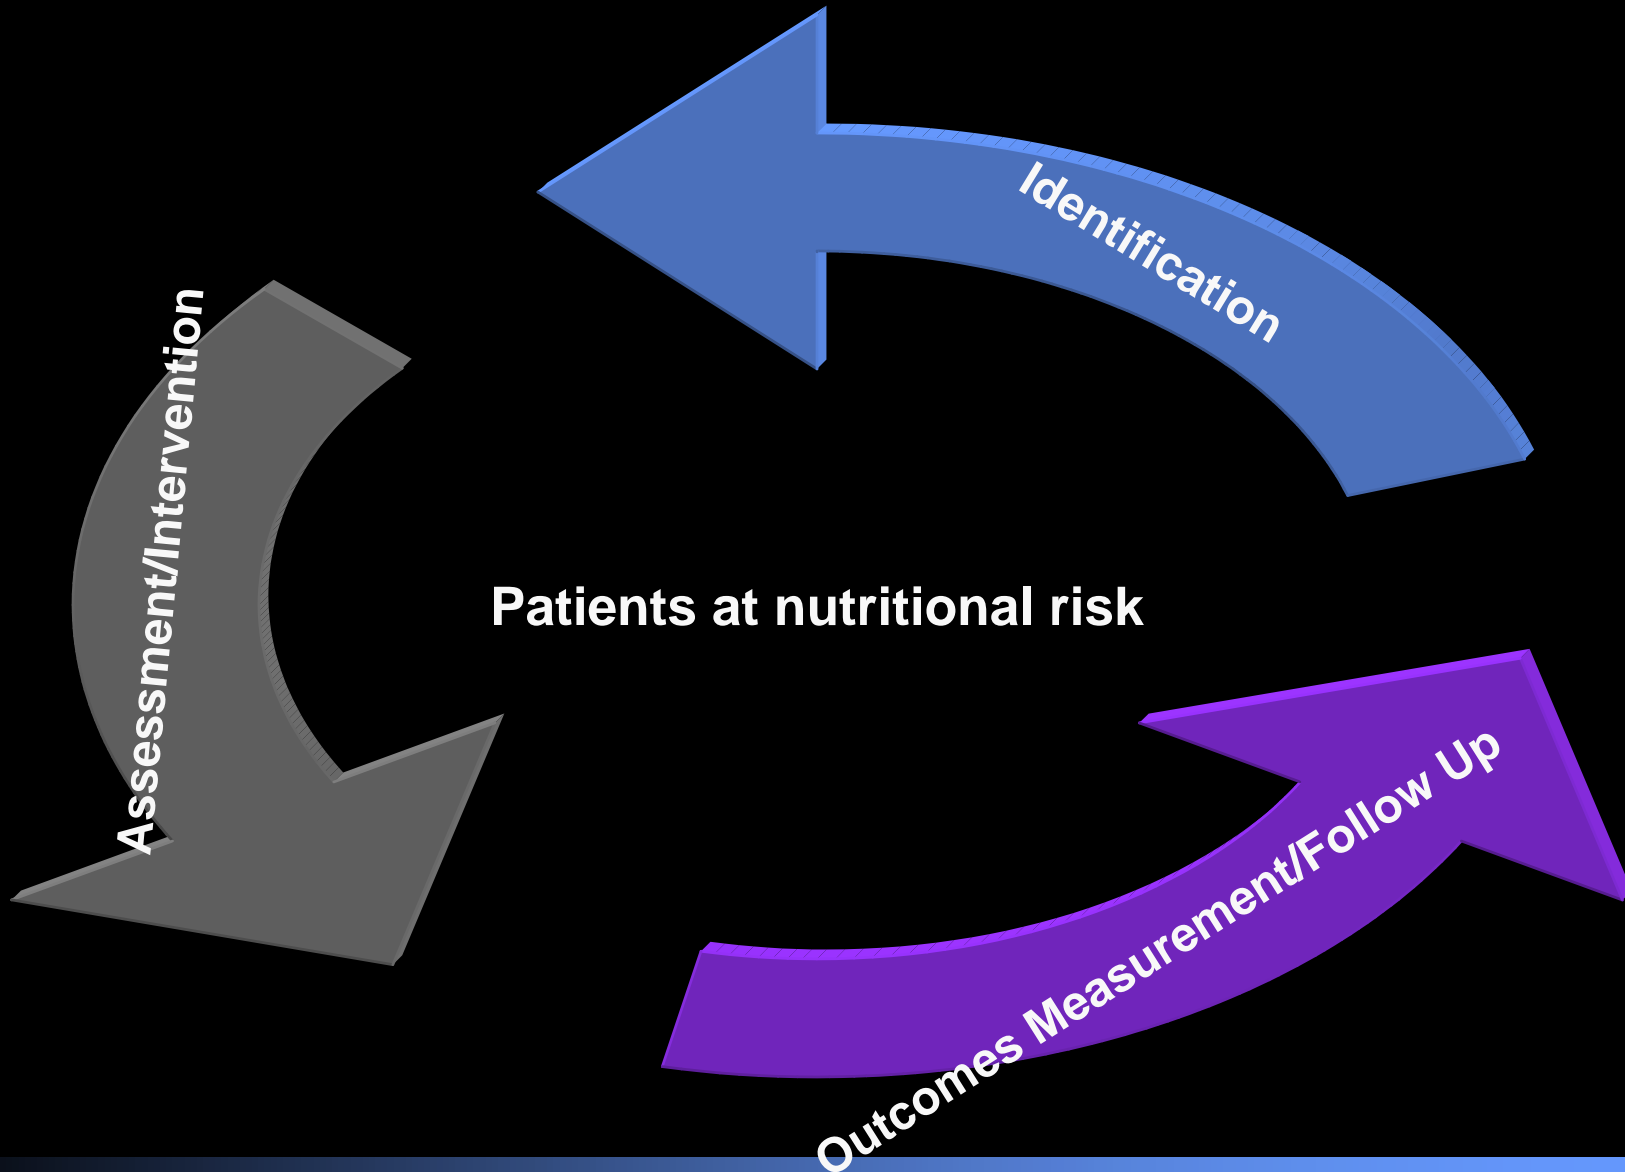 Identification
Assessment/Intervention
Patients at nutritional risk
Outcomes Measurement/Follow Up